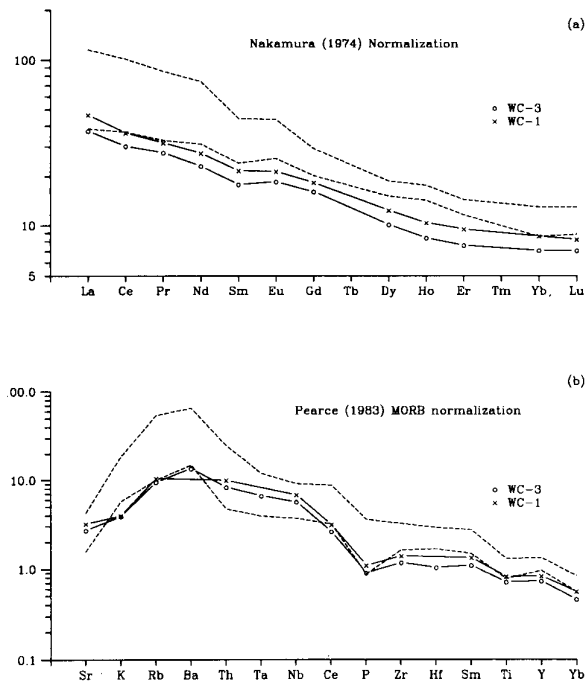 (a)
Nakamura (1974) Normalization
100
WC-3
WC-1
10
5
La Ce Pr Nd Sm Eu Gd Tb Dy Ho Er Tm Yb, Lu
(b)
00.0
Pearce (1983) MORB normalization
10.0
WC-3
WC-1
1.0
0.1
Sr K Rb Ba Th Ta Nb Ce P Zr Hf Sm Ti Y Yb